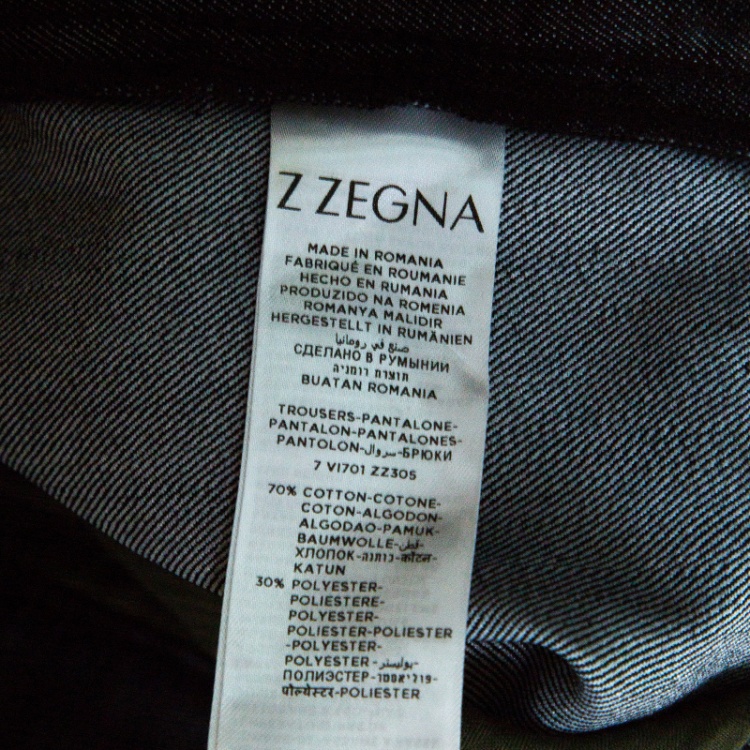 Z ZEGNA
MADE IN ROMANIA
FABRIQUÉ EN ROUMANIE
HECHO EN RUMANIA
PRODUZIDO NA ROMENIA
ROMANYA MALIDIR
HERGESTELLT IN RUMÄNIEN
صنع في رومانيا
СДЕЛАНО В РУМЫНИИ
תוצרת רומניה
BUATAN ROMANIA
TROUSERS-PANTALONE-
PANTALON-PANTALONES-
PANTOLON-سروال-БРЮКИ
7 VI701 ZZ305
70% COTTON-COTONE-
COTON-ALGODON-
ALGODAO-PAMUK-
BAUMWOLLE-قطن-
ХЛОПОК-כותנה-कॉटन-
KATUN
30% POLYESTER-
POLIESTERE-
POLYESTER-
POLIESTER-POLIESTER
-POLYESTER-
POLYESTER-بوليستر-
ПОЛИЭСТЕР-פוליאסטר-
पोलयेस्टर-POLIESTER